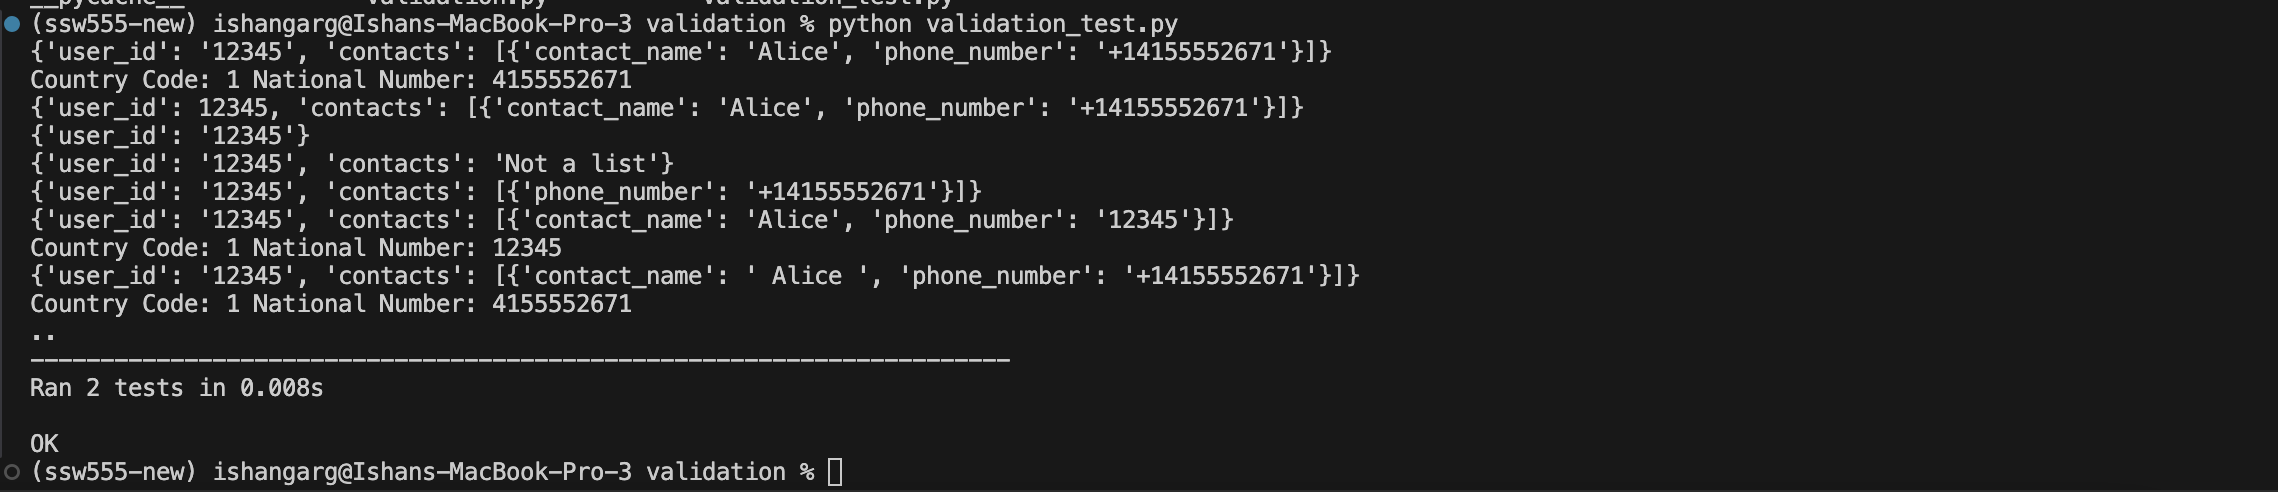 __pycache__ validation.py validation_test.py
(ssw555-new) ishangarg@Ishans-MacBook-Pro-3 validation % python validation_test.py
{'user_id': '12345', 'contacts': [{'contact_name': 'Alice', 'phone_number': '+14155552671'}]}
Country Code: 1 National Number: 4155552671
{'user_id': 12345, 'contacts': [{'contact_name': 'Alice', 'phone_number': '+14155552671'}]}
{'user_id': '12345'}
{'user_id': '12345', 'contacts': 'Not a list'}
{'user_id': '12345', 'contacts': [{'phone_number': '+14155552671'}]}
{'user_id': '12345', 'contacts': [{'contact_name': 'Alice', 'phone_number': '12345'}]}
Country Code: 1 National Number: 12345
{'user_id': '12345', 'contacts': [{'contact_name': ' Alice ', 'phone_number': '+14155552671'}]}
Country Code: 1 National Number: 4155552671
..
----------------------------------------------------------------------
Ran 2 tests in 0.008s
OK
(ssw555-new) ishangarg@Ishans-MacBook-Pro-3 validation %